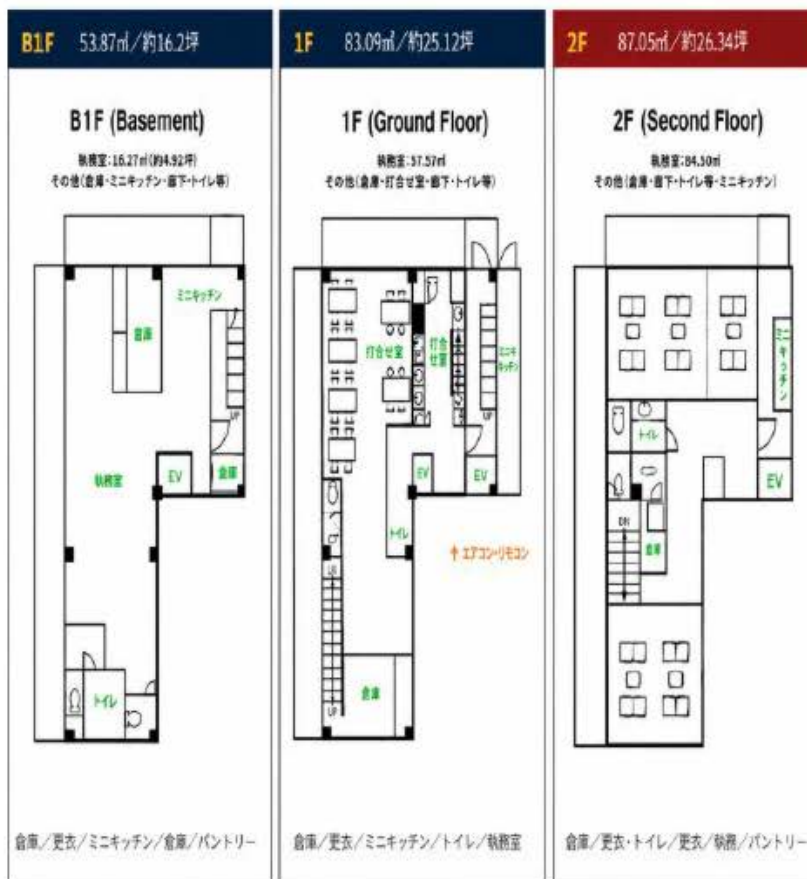 B1F 53.87㎡/約16.2坪
B1F (Basement)
執務室:16.27㎡(約4.92坪)
その他(倉庫・ミニキッチン・廊下・トイレ等)
ミニキッチン
倉庫
UP
執務室
EV
倉庫
トイレ
倉庫/更衣/ミニキッチン/倉庫/パントリー
1F 83.09㎡/約25.12坪
1F (Ground Floor)
執務室:57.57㎡
その他(倉庫・打合せ室・廊下・トイレ等)
打合せ室
打合
せ室
ミニキ
ッチン
UP
EV
EV
トイレ
↑エアコン・リモコン
倉庫
UP
倉庫/更衣/ミニキッチン/トイレ/執務室
2F 87.05㎡/約26.34坪
2F (Second Floor)
執務室:84.50㎡
その他(倉庫・廊下・トイレ等・ミニキッチン)
ミニキッチン
トイレ
EV
DN
倉庫
倉庫/更衣・トイレ/更衣/執務/パントリー